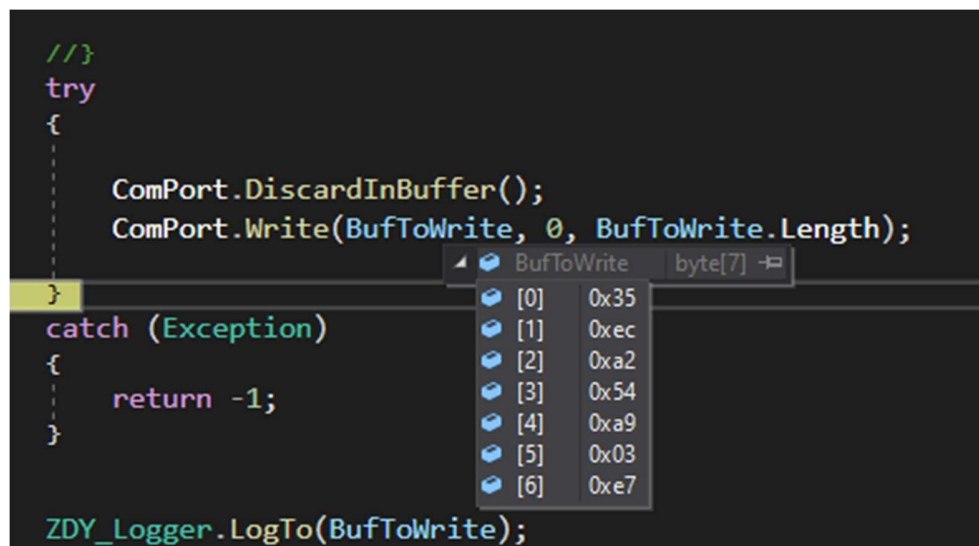 //}
try
{
ComPort.DiscardInBuffer();
ComPort.Write(BufToWrite, 0, BufToWrite.Length);
BufToWrite byte[7]
}
[0] 0x35
catch (Exception)
[1] 0xec
{
[2] 0xa2
return -1;
[3] 0x54
}
[4] 0xa9
[5] 0x03
[6] 0xe7
ZDY_Logger.LogTo(BufToWrite);